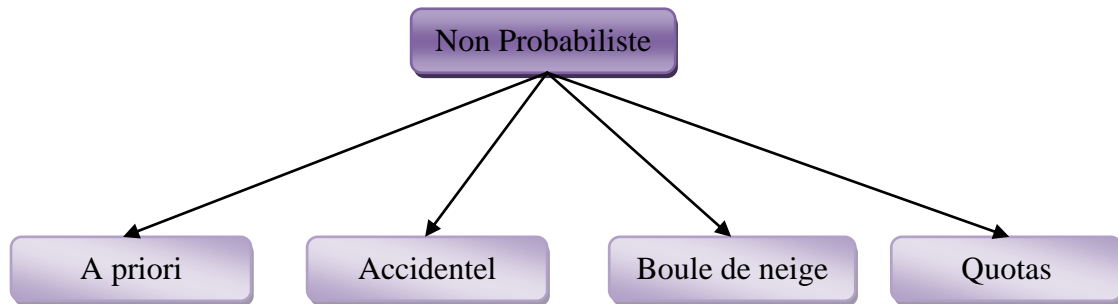 Non Probabiliste
A priori
Accidentel
Boule de neige
Quotas